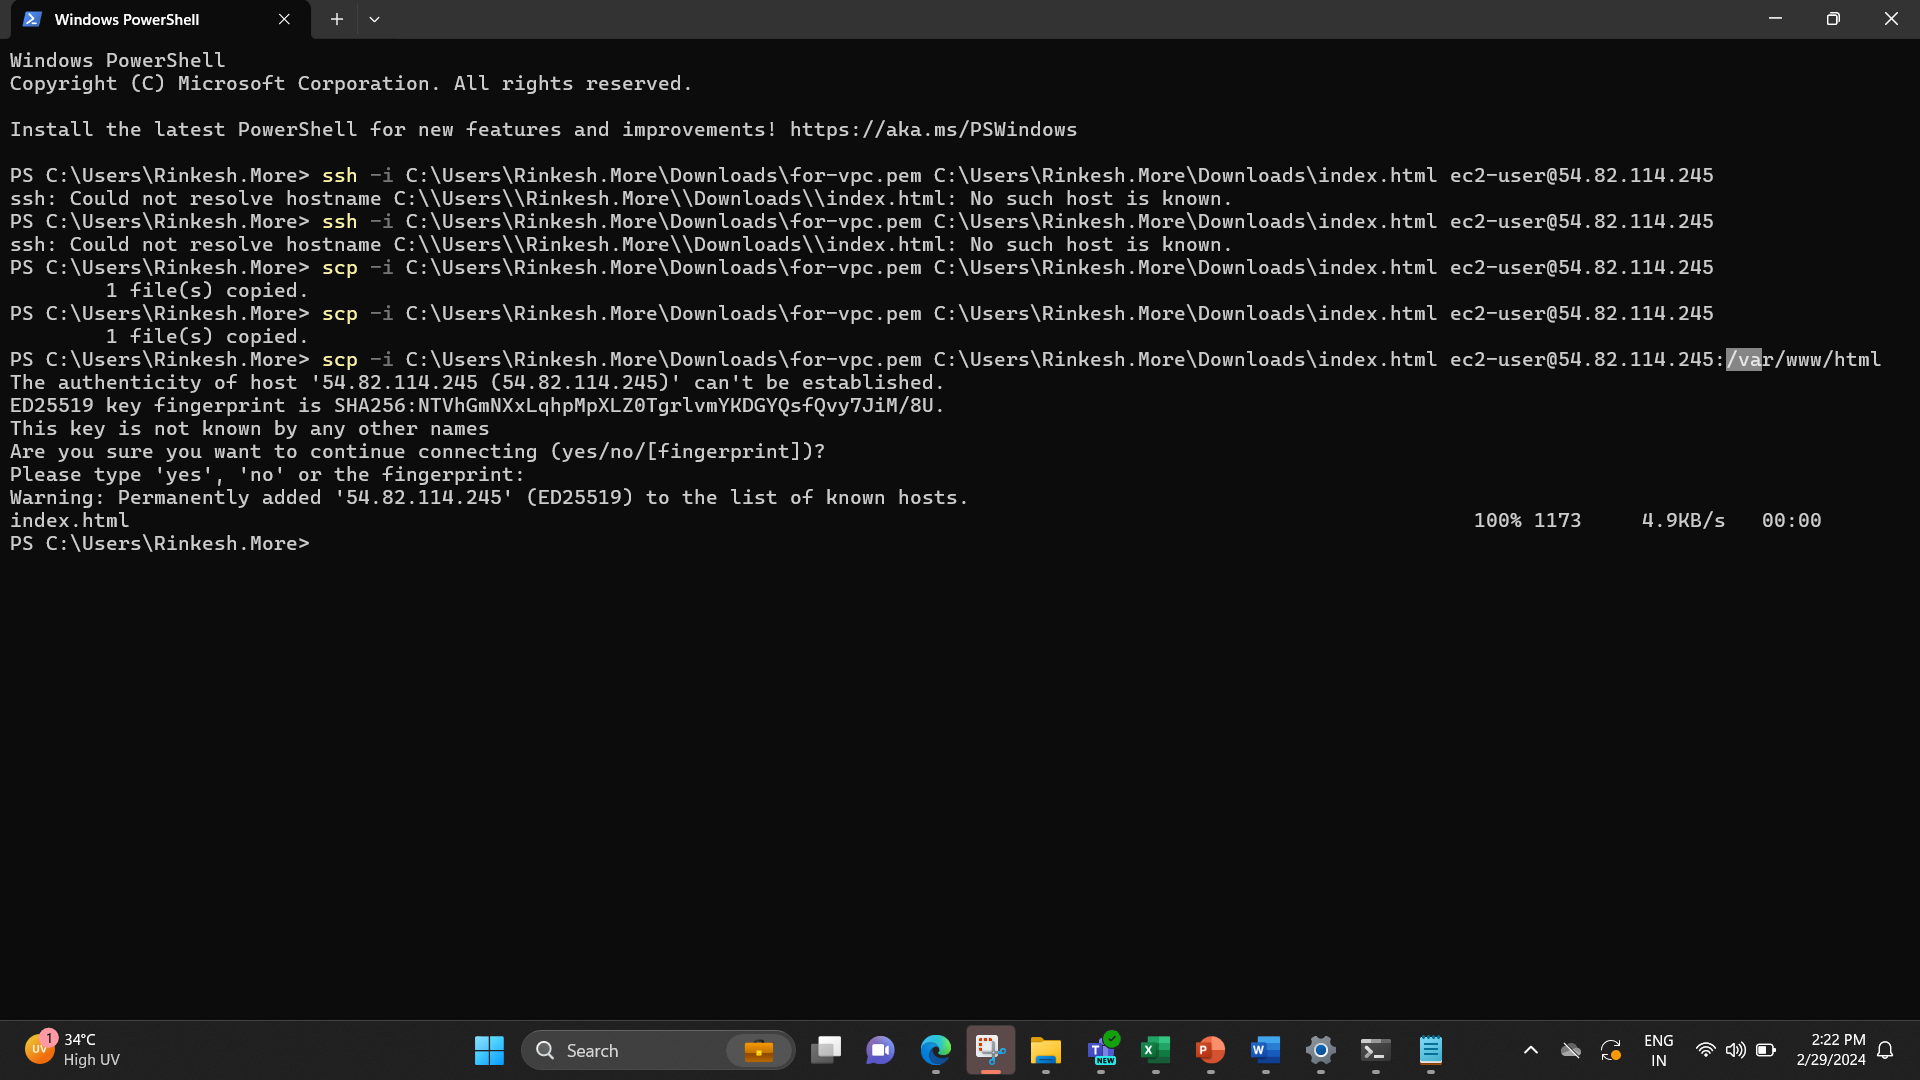 Windows PowerShell
Windows PowerShell
Copyright (C) Microsoft Corporation. All rights reserved.
Install the latest PowerShell for new features and improvements! https://aka.ms/PSWindows
PS C:\Users\Rinkesh.More> ssh -i C:\Users\Rinkesh.More\Downloads\for-vpc.pem C:\Users\Rinkesh.More\Downloads\index.html ec2-user@54.82.114.245
ssh: Could not resolve hostname C:\\Users\\Rinkesh.More\\Downloads\\index.html: No such host is known.
PS C:\Users\Rinkesh.More> ssh -i C:\Users\Rinkesh.More\Downloads\for-vpc.pem C:\Users\Rinkesh.More\Downloads\index.html ec2-user@54.82.114.245
ssh: Could not resolve hostname C:\\Users\\Rinkesh.More\\Downloads\\index.html: No such host is known.
PS C:\Users\Rinkesh.More> scp -i C:\Users\Rinkesh.More\Downloads\for-vpc.pem C:\Users\Rinkesh.More\Downloads\index.html ec2-user@54.82.114.245
        1 file(s) copied.
PS C:\Users\Rinkesh.More> scp -i C:\Users\Rinkesh.More\Downloads\for-vpc.pem C:\Users\Rinkesh.More\Downloads\index.html ec2-user@54.82.114.245
        1 file(s) copied.
PS C:\Users\Rinkesh.More> scp -i C:\Users\Rinkesh.More\Downloads\for-vpc.pem C:\Users\Rinkesh.More\Downloads\index.html ec2-user@54.82.114.245:/var/www/html
The authenticity of host '54.82.114.245 (54.82.114.245)' can't be established.
ED25519 key fingerprint is SHA256:NTVhGmNXxLqhpMpXLZ0TgrlvmYKDGYQsfQvy7JiM/8U.
This key is not known by any other names
Are you sure you want to continue connecting (yes/no/[fingerprint])?
Please type 'yes', 'no' or the fingerprint:
Warning: Permanently added '54.82.114.245' (ED25519) to the list of known hosts.
index.html 100% 1173 4.9KB/s 00:00
PS C:\Users\Rinkesh.More>
1
UV
34°C
High UV
Search
T
NEW
X
P
W
ENG
IN
2:22 PM
2/29/2024